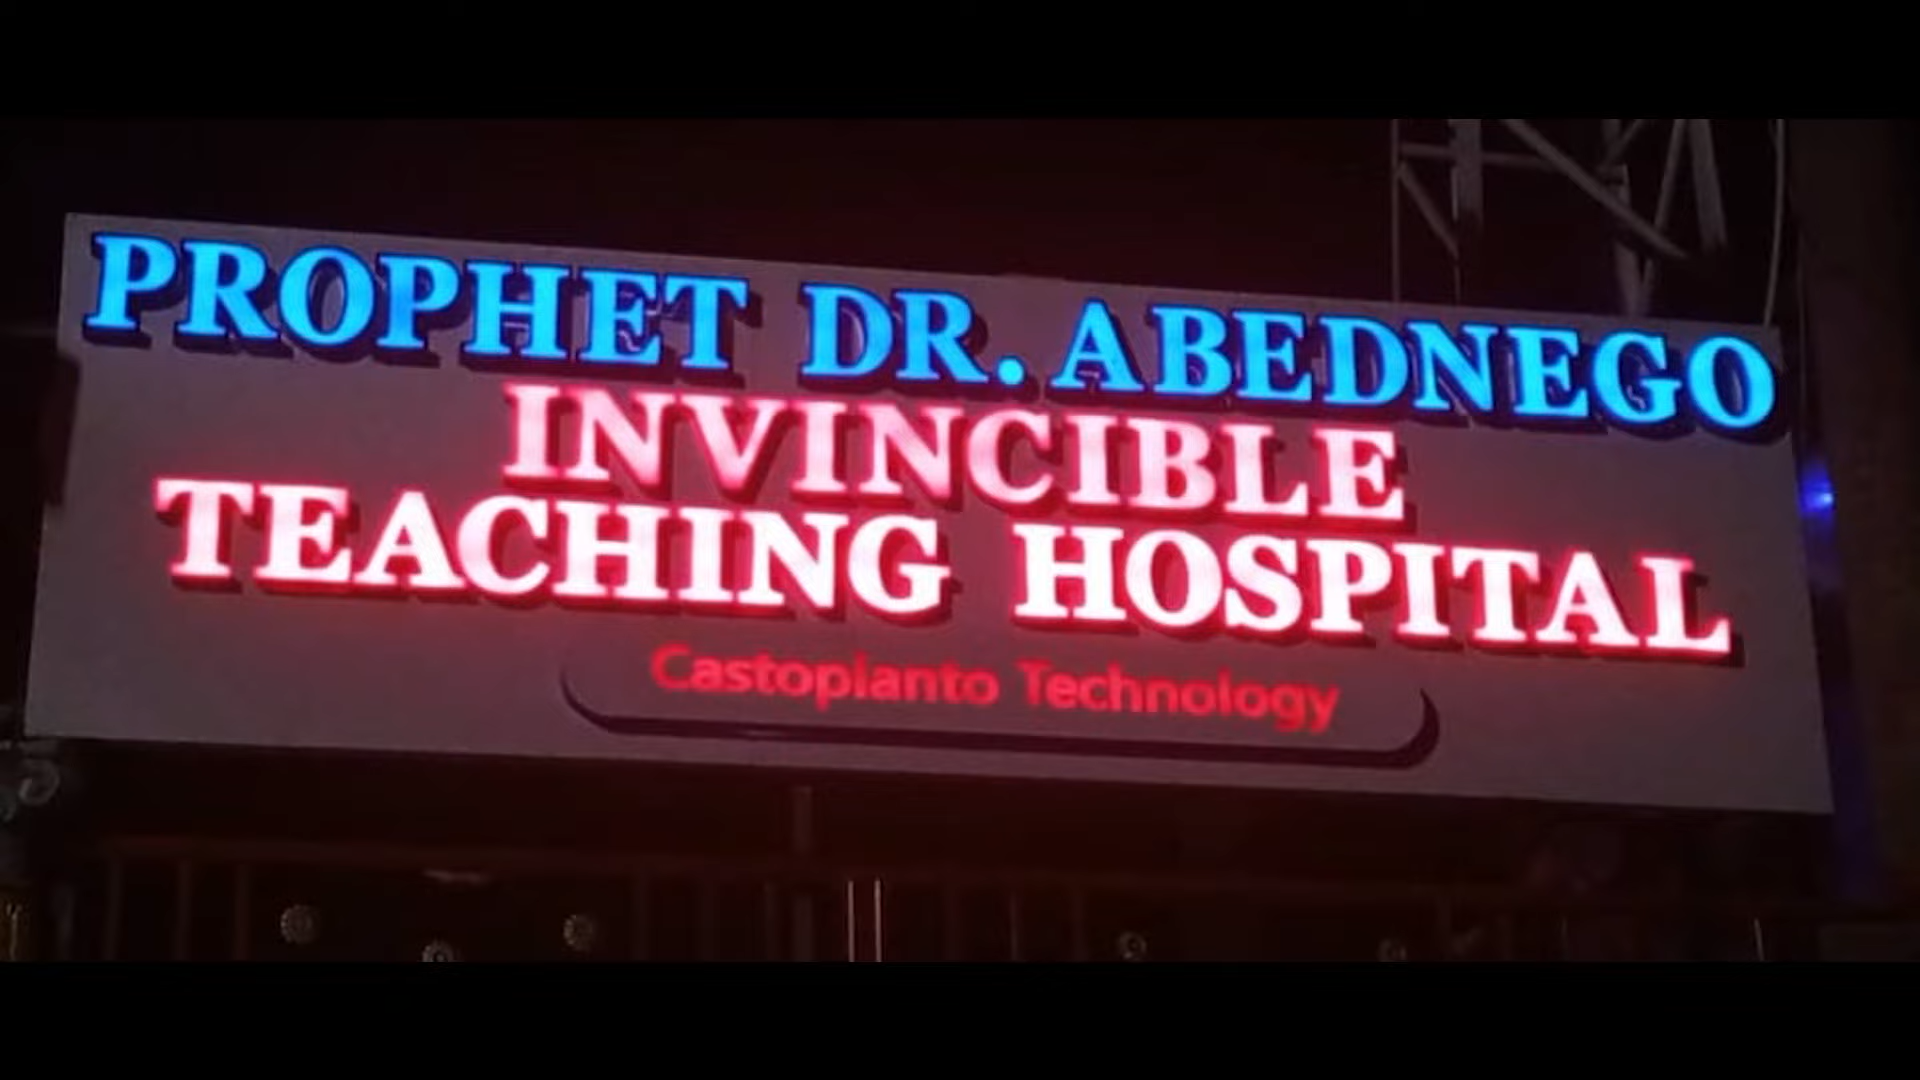 PROPHET DR. ABEDNEGO
INVINCIBLE
TEACHING HOSPITAL
Castoplanto Technology